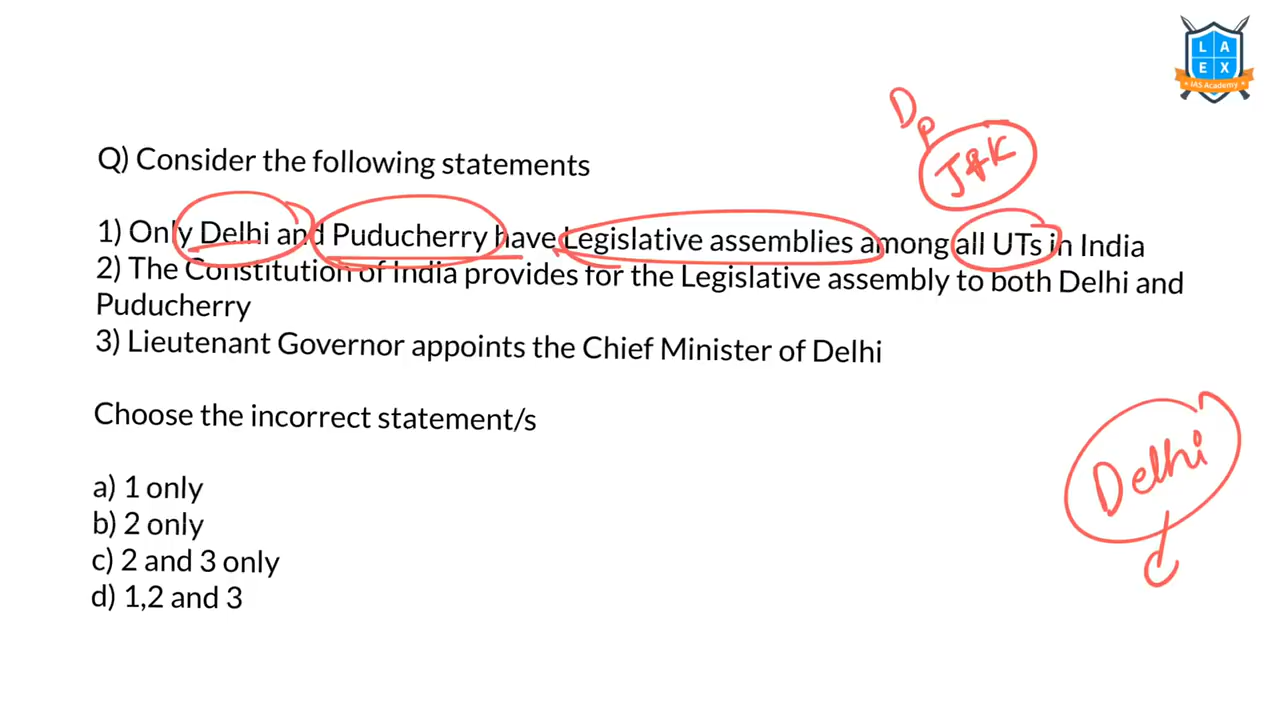 L A
E X
IAS Academy
D
P
J&K
Q) Consider the following statements
1) Only Delhi and Puducherry have Legislative assemblies among all UTs in India
2) The Constitution of India provides for the Legislative assembly to both Delhi and
Puducherry
3) Lieutenant Governor appoints the Chief Minister of Delhi
Choose the incorrect statement/s
Delhi
C
a) 1 only
b) 2 only
c) 2 and 3 only
d) 1,2 and 3